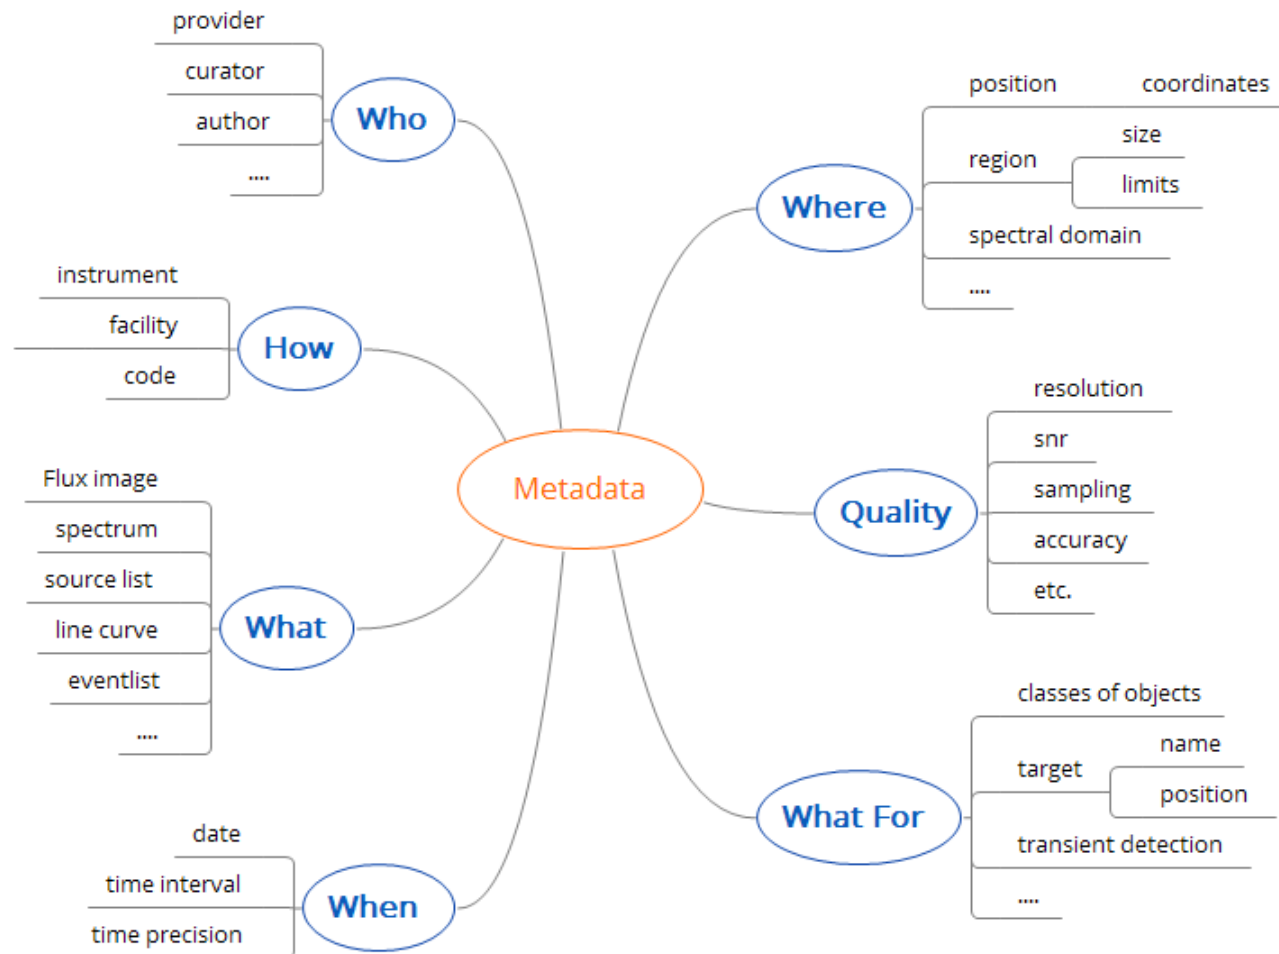 provider
curator
author
....
Who
instrument
facility
code
How
Flux image
spectrum
source list
line curve
eventlist
....
What
date
time interval
time precision
When
Metadata
Where
position coordinates
region
size
limits
spectral domain
....
Quality
resolution
snr
sampling
accuracy
etc.
What For
classes of objects
target
name
position
transient detection
....